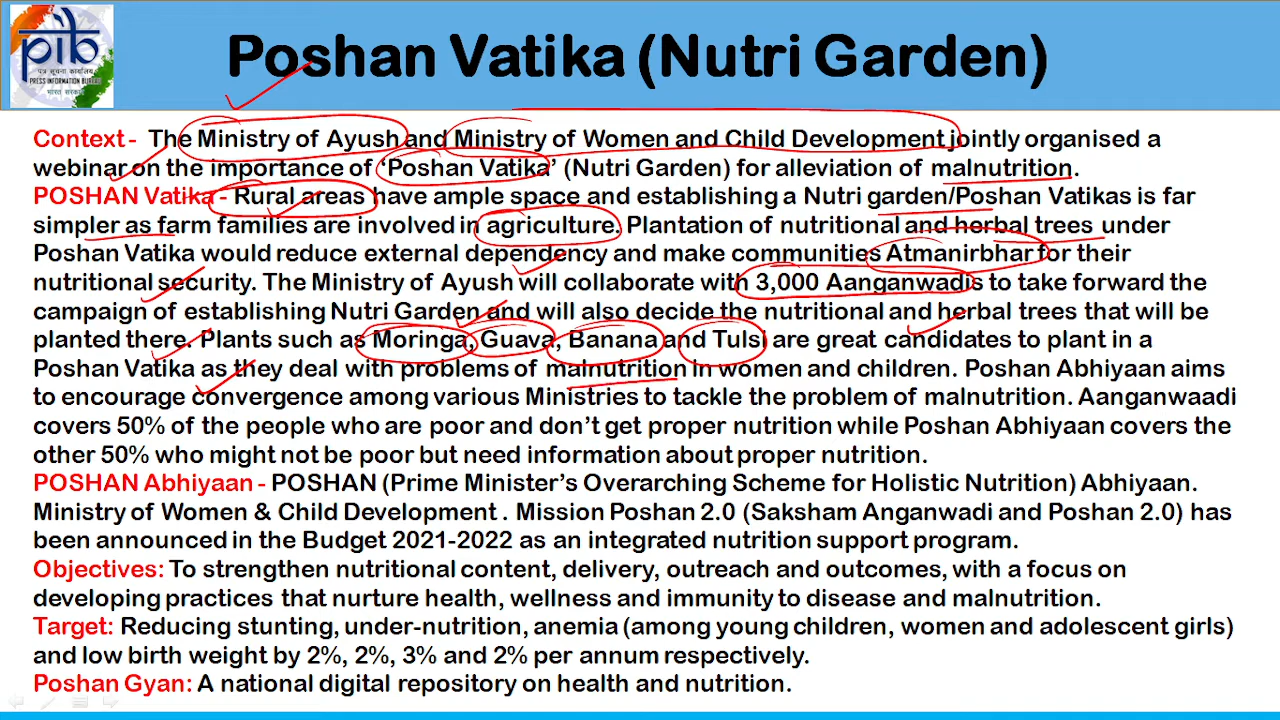 pib
पत्र सूचना कार्यालय
PRESS INFORMATION BUREAU
भारत सरकार
Poshan Vatika (Nutri Garden)
Context - The Ministry of Ayush and Ministry of Women and Child Development jointly organised a
webinar on the importance of ‘Poshan Vatika’ (Nutri Garden) for alleviation of malnutrition.
POSHAN Vatika - Rural areas have ample space and establishing a Nutri garden/Poshan Vatikas is far
simpler as farm families are involved in agriculture. Plantation of nutritional and herbal trees under
Poshan Vatika would reduce external dependency and make communities Atmanirbhar for their
nutritional security. The Ministry of Ayush will collaborate with 3,000 Aanganwadis to take forward the
campaign of establishing Nutri Garden and will also decide the nutritional and herbal trees that will be
planted there. Plants such as Moringa, Guava, Banana and Tulsi are great candidates to plant in a
Poshan Vatika as they deal with problems of malnutrition in women and children. Poshan Abhiyaan aims
to encourage convergence among various Ministries to tackle the problem of malnutrition. Aanganwaadi
covers 50% of the people who are poor and don’t get proper nutrition while Poshan Abhiyaan covers the
other 50% who might not be poor but need information about proper nutrition.
POSHAN Abhiyaan - POSHAN (Prime Minister’s Overarching Scheme for Holistic Nutrition) Abhiyaan.
Ministry of Women & Child Development . Mission Poshan 2.0 (Saksham Anganwadi and Poshan 2.0) has
been announced in the Budget 2021-2022 as an integrated nutrition support program.
Objectives: To strengthen nutritional content, delivery, outreach and outcomes, with a focus on
developing practices that nurture health, wellness and immunity to disease and malnutrition.
Target: Reducing stunting, under-nutrition, anemia (among young children, women and adolescent girls)
and low birth weight by 2%, 2%, 3% and 2% per annum respectively.
Poshan Gyan: A national digital repository on health and nutrition.